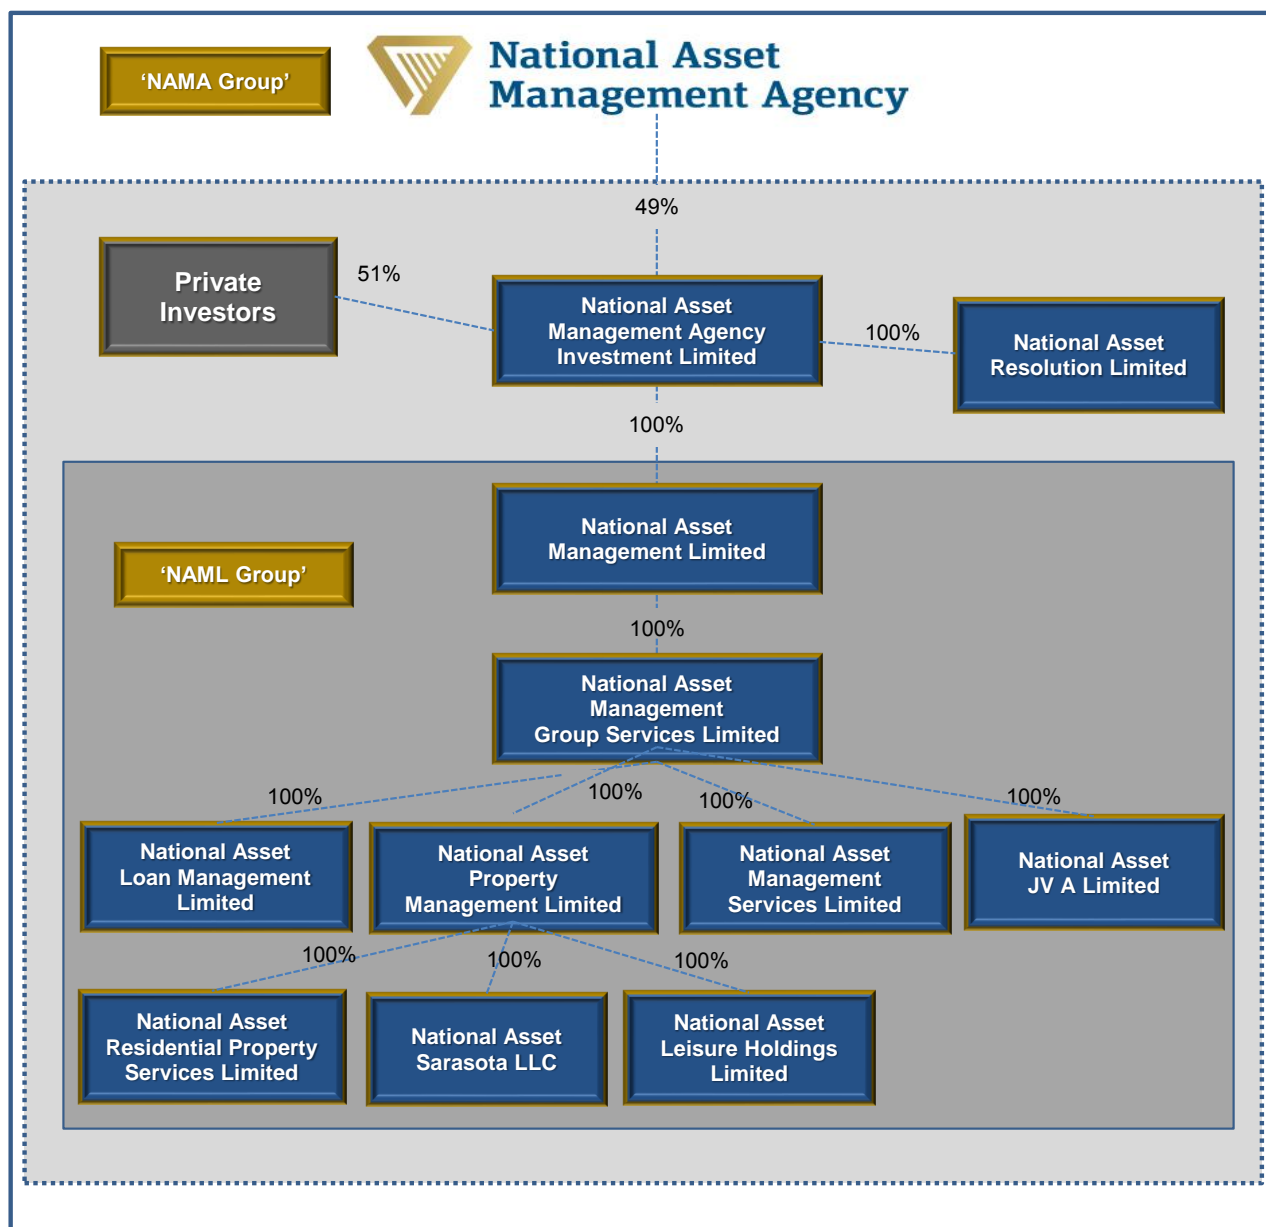 ‘NAMA Group’
National Asset
Management Agency
49%
Private
Investors
51%
National Asset
Management Agency
Investment Limited
100%
National Asset
Resolution Limited
100%
National Asset
Management Limited
‘NAML Group’
100%
National Asset
Management
Group Services Limited
100%
100%
100%
100%
National Asset
Loan Management
Limited
National Asset
Property
Management Limited
National Asset
Management
Services Limited
National Asset
JV A Limited
100%
100%
100%
National Asset
Residential Property
Services Limited
National Asset
Sarasota LLC
National Asset
Leisure Holdings
Limited